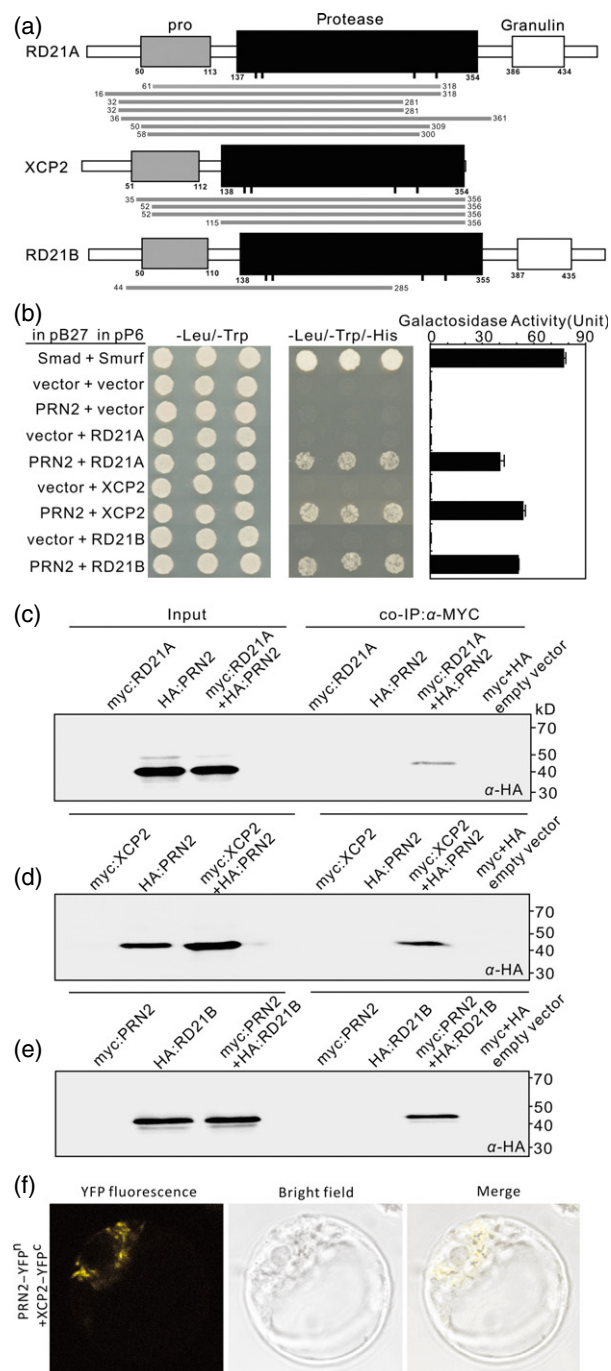 (a)
pro
Protease
Granulin
RD21A
50
113
137
354
386
434
61
318
16
318
32
281
32
281
36
361
50
309
58
300
XCP2
51
112
138
354
35
356
52
356
52
356
115
356
RD21B
50
110
138
355
387
435
44
285
(b)
in pB27 in pP6
-Leu/-Trp
-Leu/-Trp/-His
Galactosidase Activity(Unit)
0
30
60
90
Smad + Smurf
vector + vector
PRN2 + vector
vector + RD21A
PRN2 + RD21A
vector + XCP2
PRN2 + XCP2
vector + RD21B
PRN2 + RD21B
(c)
Input
co-IP:α-MYC
myc:RD21A
HA:PRN2
myc:RD21A
+HA:PRN2
myc:RD21A
HA:PRN2
myc:RD21A
+HA:PRN2
myc+HA
empty vector
kD
70
50
40
30
α-HA
(d)
myc:XCP2
HA:PRN2
myc:XCP2
+HA:PRN2
myc:XCP2
HA:PRN2
myc:XCP2
+HA:PRN2
myc+HA
empty vector
70
50
40
30
α-HA
(e)
myc:PRN2
HA:RD21B
myc:PRN2
+HA:RD21B
myc:PRN2
HA:RD21B
myc:PRN2
+HA:RD21B
myc+HA
empty vector
70
50
40
30
α-HA
(f)
YFP fluorescence
Bright field
Merge
PRN2–YFPⁿ
+XCP2–YFPᶜ